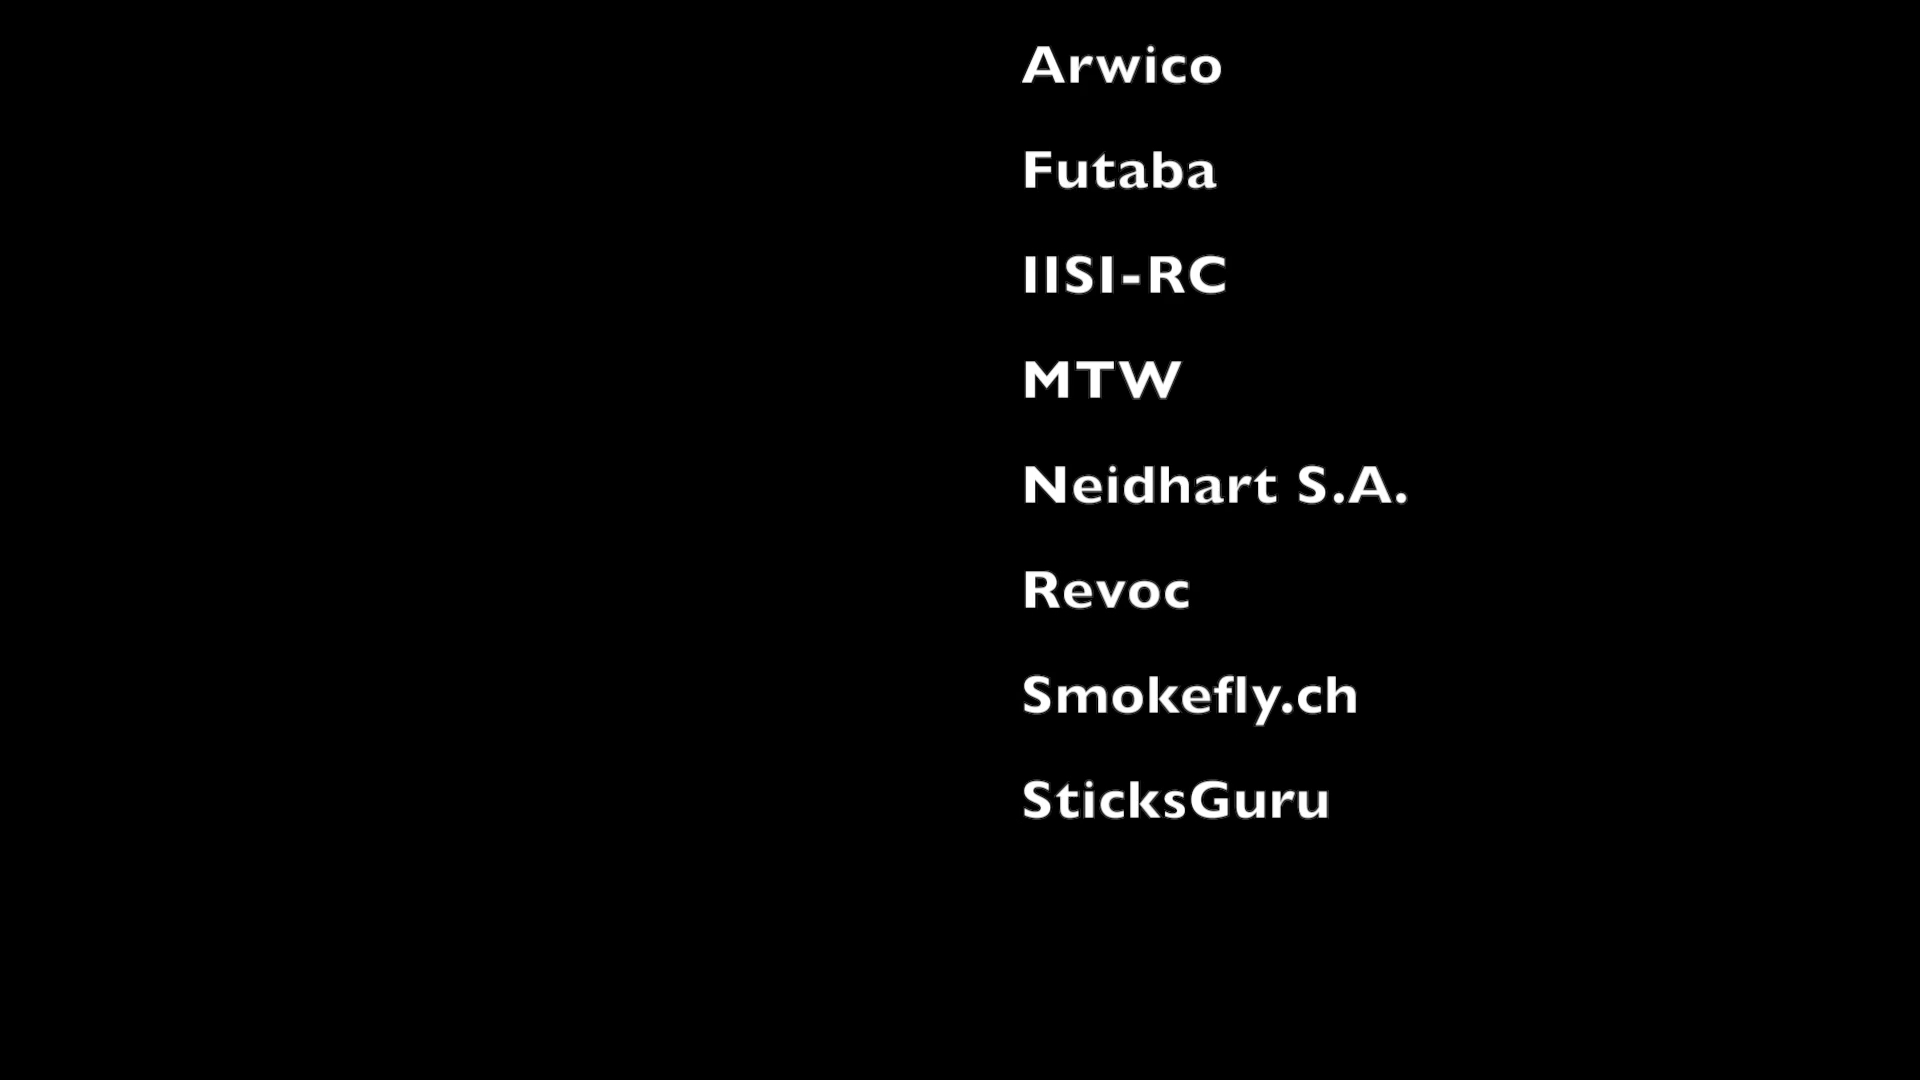 Arwico
Futaba
IISI-RC
MTW
Neidhart S.A.
Revoc
Smokefly.ch
SticksGuru